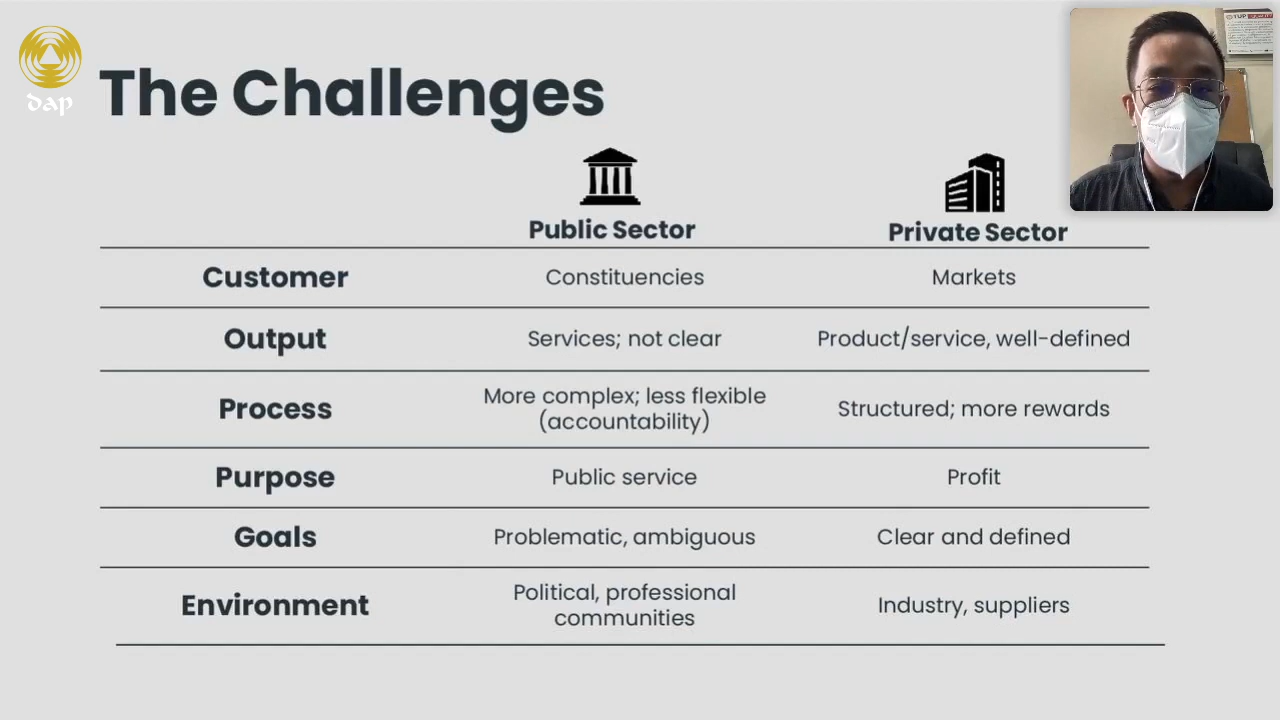 dap
The Challenges
Public Sector
Private Sector
Customer
Constituencies
Markets
Output
Services; not clear
Product/service, well-defined
Process
More complex; less flexible
(accountability)
Structured; more rewards
Purpose
Public service
Profit
Goals
Problematic, ambiguous
Clear and defined
Environment
Political, professional
communities
Industry, suppliers